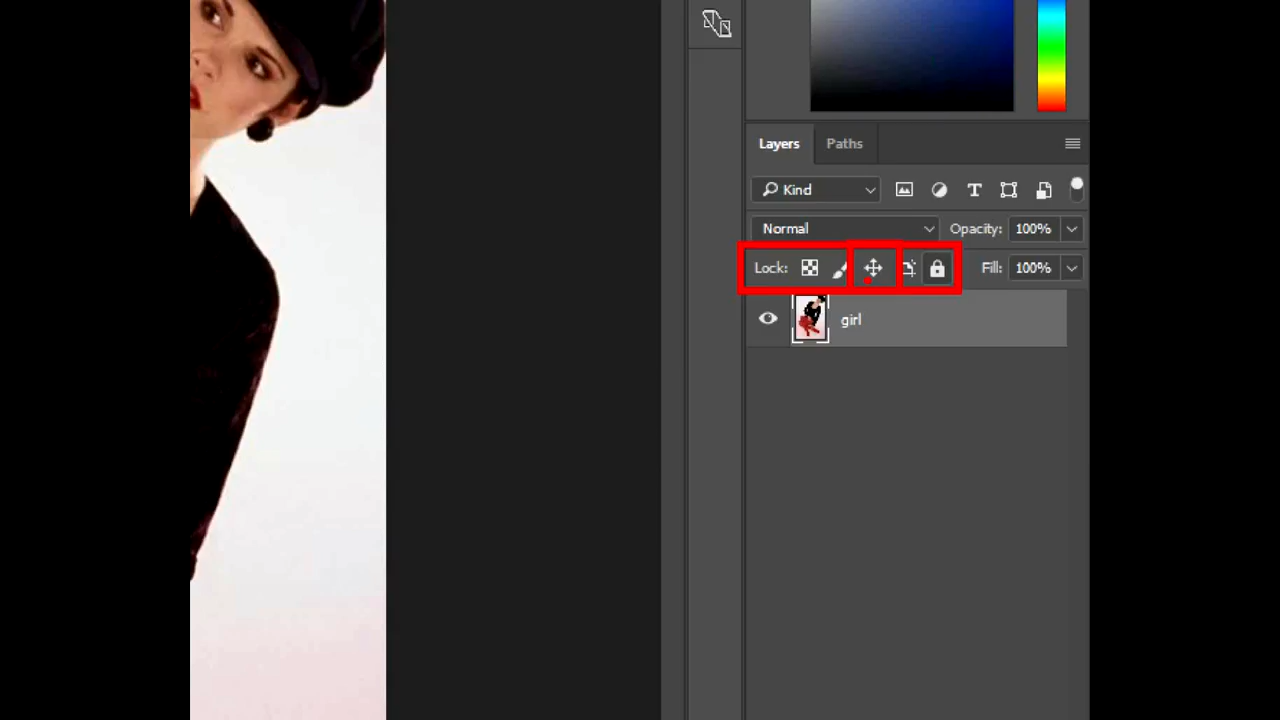 Layers Paths
Kind
Normal Opacity: 100%
Lock: Fill: 100%
girl